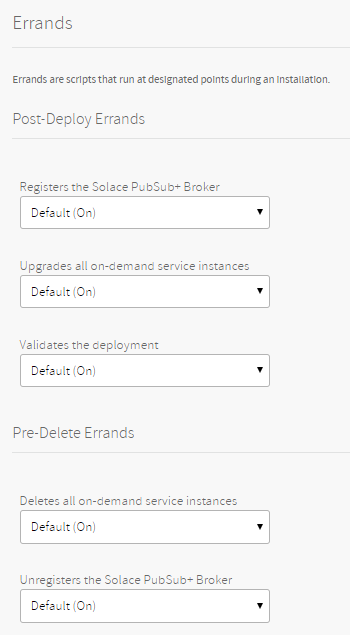 Errands
Errands are scripts that run at designated points during an installation.
Post-Deploy Errands
Registers the Solace PubSub+ Broker
Default (On)
Upgrades all on-demand service instances
Default (On)
Validates the deployment
Default (On)
Pre-Delete Errands
Deletes all on-demand service instances
Default (On)
Unregisters the Solace PubSub+ Broker
Default (On)